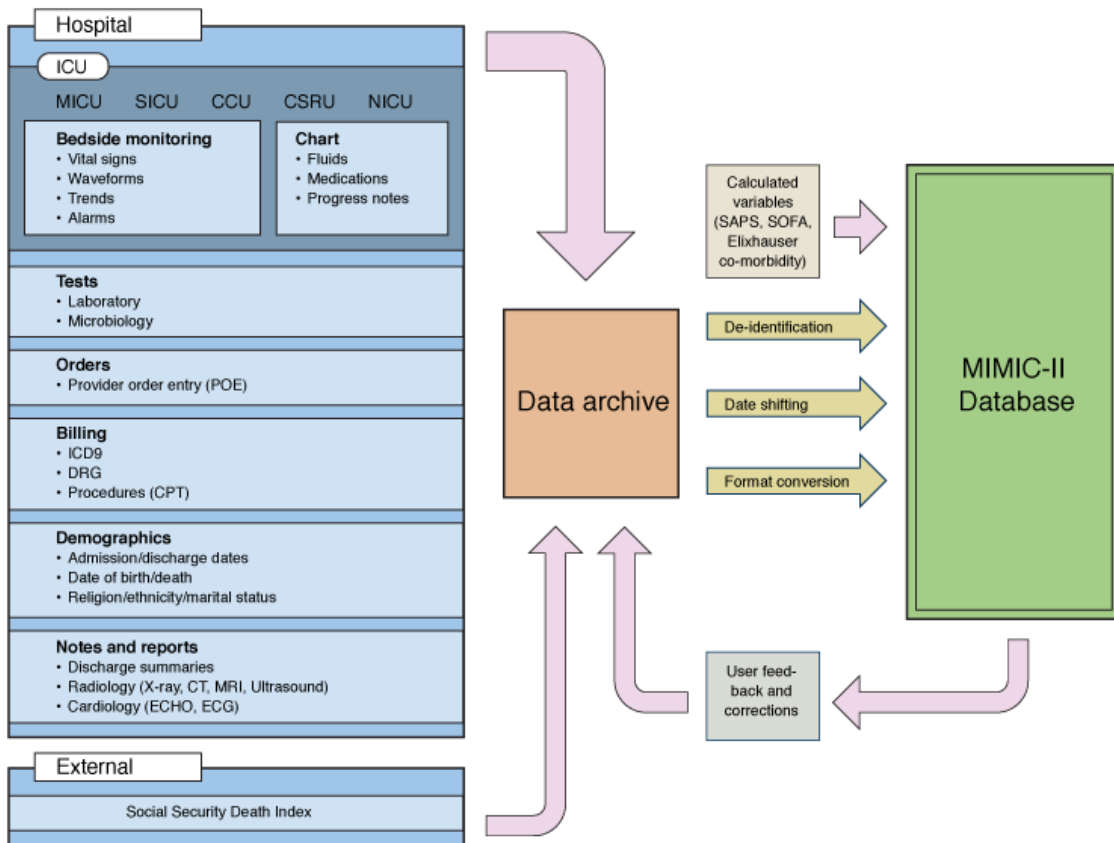 Hospital
ICU
MICU SICU CCU CSRU NICU
Bedside monitoring
• Vital signs
• Waveforms
• Trends
• Alarms
Chart
• Fluids
• Medications
• Progress notes
Tests
• Laboratory
• Microbiology
Orders
• Provider order entry (POE)
Billing
• ICD9
• DRG
• Procedures (CPT)
Demographics
• Admission/discharge dates
• Date of birth/death
• Religion/ethnicity/marital status
Notes and reports
• Discharge summaries
• Radiology (X-ray, CT, MRI, Ultrasound)
• Cardiology (ECHO, ECG)
External
Social Security Death Index
Data archive
Calculated
variables
(SAPS, SOFA,
Elixhauser
co-morbidity)
De-identification
Date shifting
Format conversion
MIMIC-II
Database
User feed-
back and
corrections